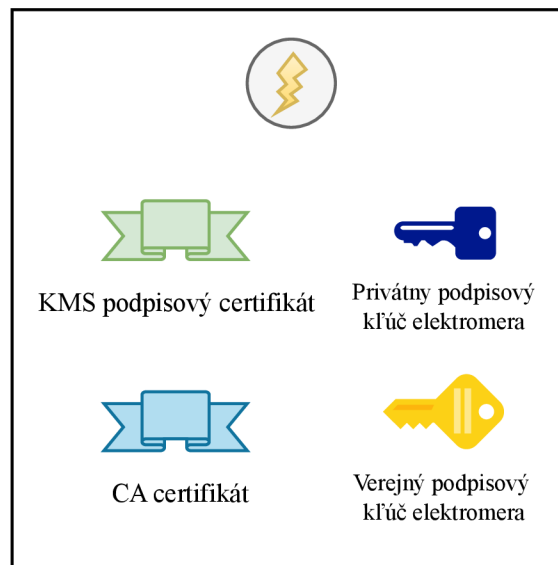 KMS podpisový certifikát
Privátny podpisový
kľúč elektromera
CA certifikát
Verejný podpisový
kľúč elektromera